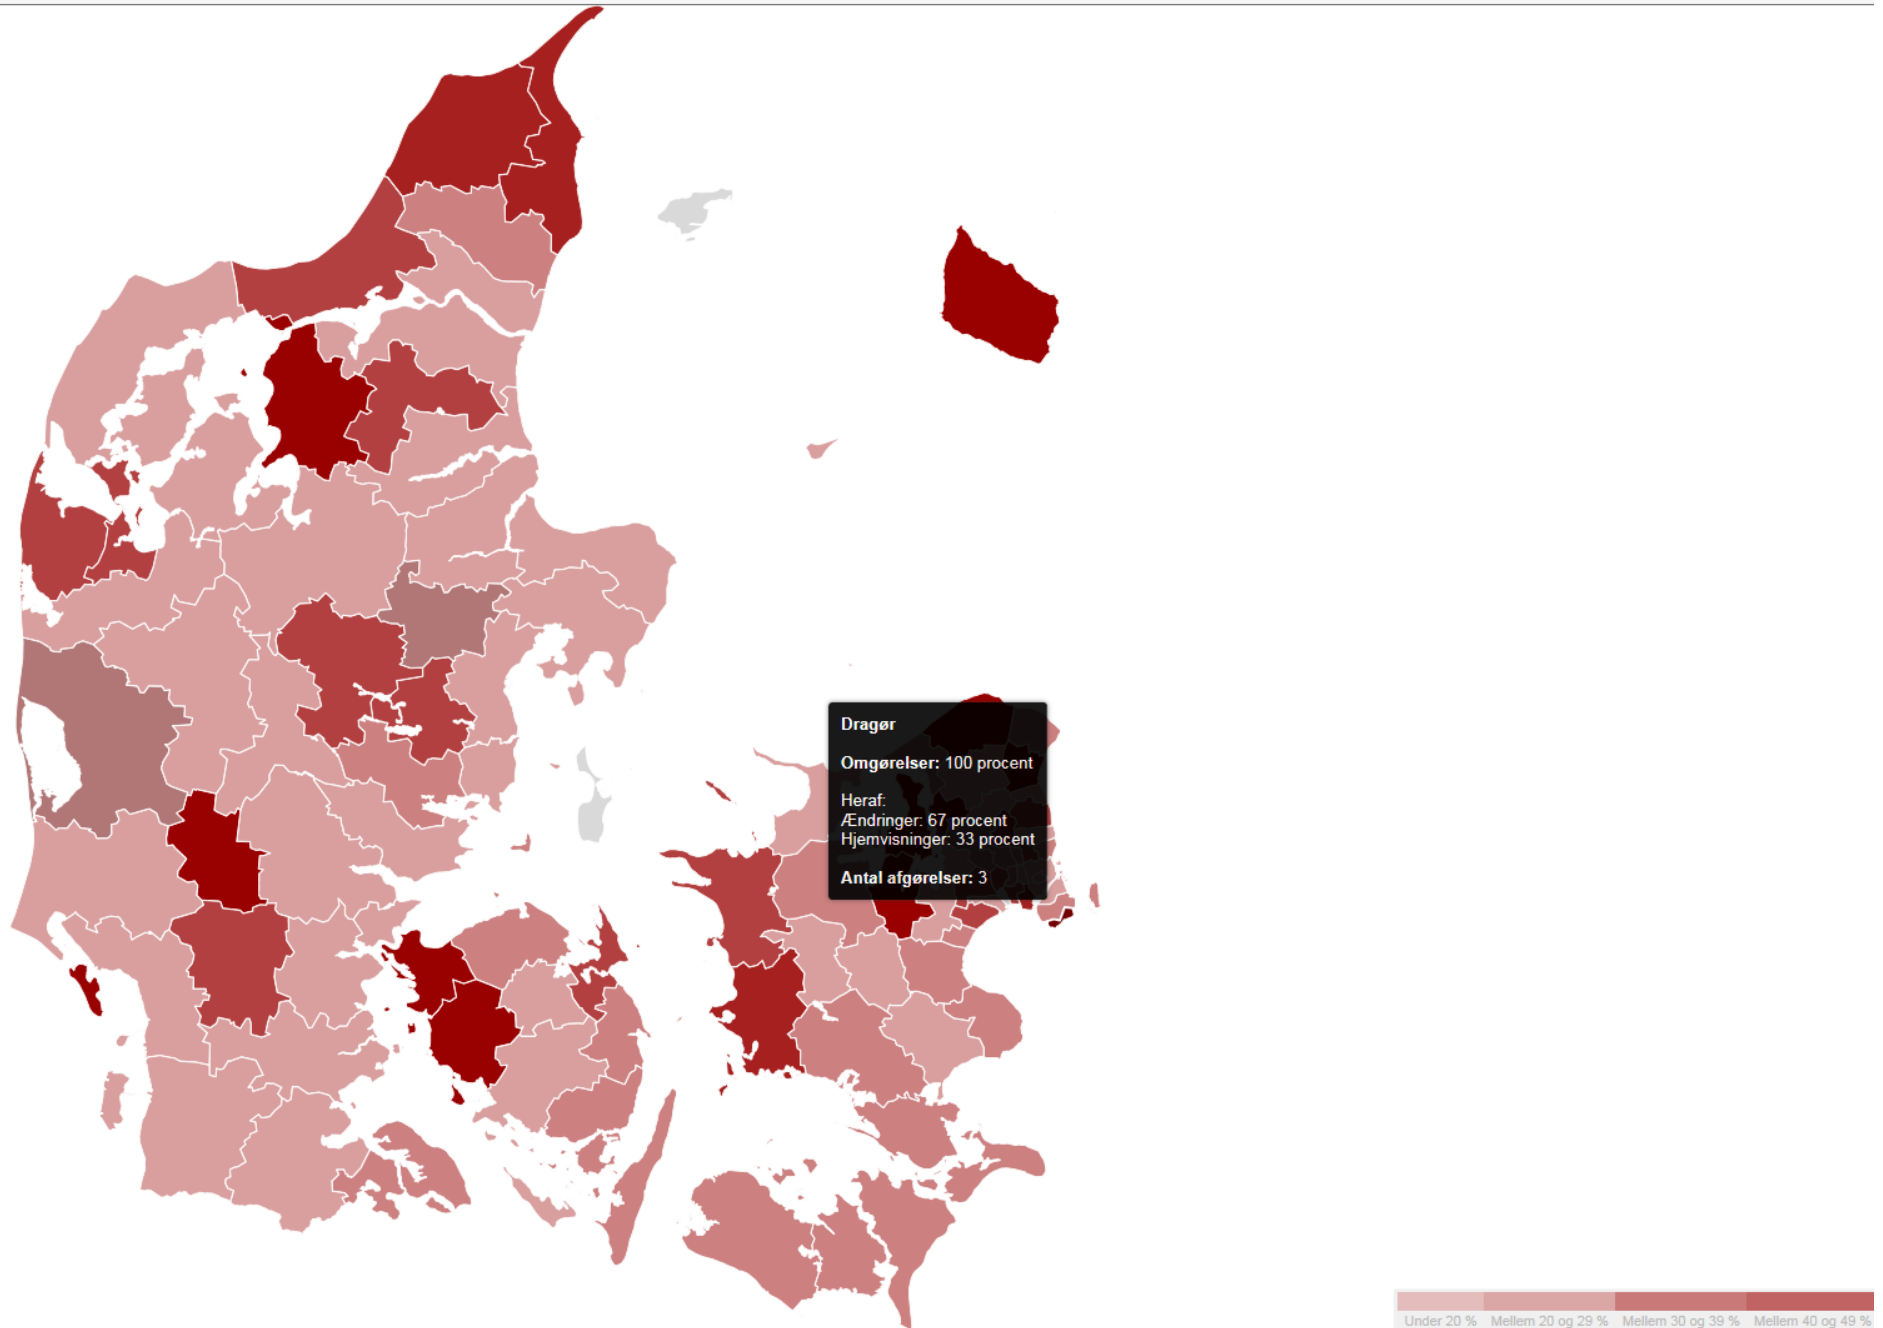 Dragør
Omgørelser: 100 procent
Heraf:
Ændringer: 67 procent
Hjemvisninger: 33 procent
Antal afgørelser: 3
Under 20 % Mellem 20 og 29 % Mellem 30 og 39 % Mellem 40 og 49 %